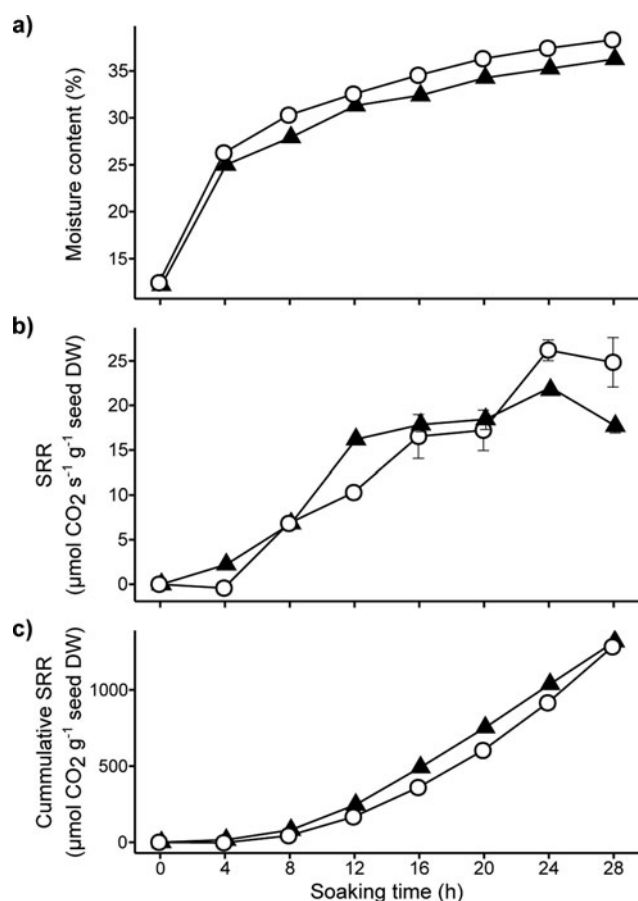 a)
Moisture content (%)
35
30
25
20
15
b)
SRR
(µmol CO2 s-1 g-1 seed DW)
25
20
15
10
5
0
c)
Cummulative SRR
(µmol CO2 g-1 seed DW)
1000
500
0
0 4 8 12 16 20 24 28
Soaking time (h)